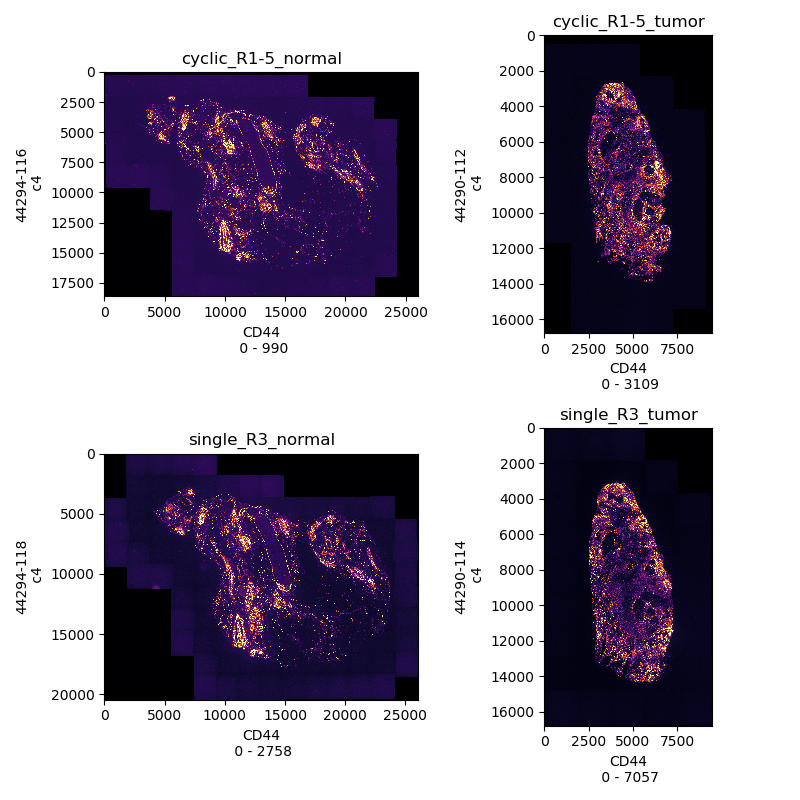 cyclic_R1-5_normal
0
2500
5000
7500
10000
12500
15000
17500
44294-116
c4
0 5000 10000 15000 20000 25000
CD44
0 - 990
cyclic_R1-5_tumor
0
2000
4000
6000
8000
10000
12000
14000
16000
44290-112
c4
0 2500 5000 7500
CD44
0 - 3109
single_R3_normal
0
5000
10000
15000
20000
44294-118
c4
0 5000 10000 15000 20000 25000
CD44
0 - 2758
single_R3_tumor
0
2000
4000
6000
8000
10000
12000
14000
16000
44290-114
c4
0 2500 5000 7500
CD44
0 - 7057